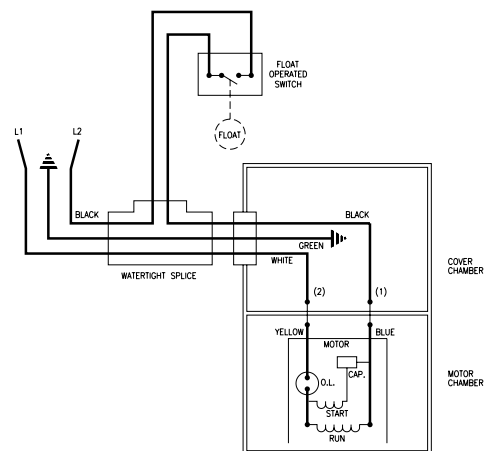 FLOAT
OPERATED
SWITCH
FLOAT
L1
L2
BLACK
BLACK
GREEN
WHITE
WATERTIGHT SPLICE
COVER
CHAMBER
(2)
(1)
YELLOW
BLUE
MOTOR
CAP.
O.L.
START
RUN
MOTOR
CHAMBER